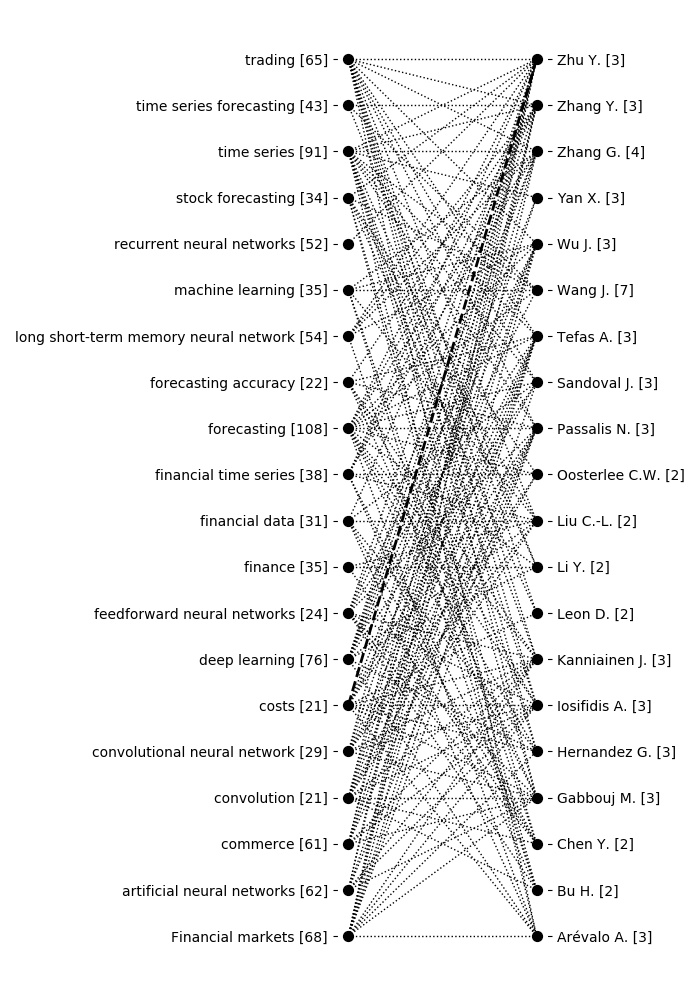 trading [65]
Zhu Y. [3]
time series forecasting [43]
Zhang Y. [3]
time series [91]
Zhang G. [4]
stock forecasting [34]
Yan X. [3]
recurrent neural networks [52]
Wu J. [3]
machine learning [35]
Wang J. [7]
long short-term memory neural network [54]
Tefas A. [3]
forecasting accuracy [22]
Sandoval J. [3]
forecasting [108]
Passalis N. [3]
financial time series [38]
Oosterlee C.W. [2]
financial data [31]
Liu C.-L. [2]
finance [35]
Li Y. [2]
feedforward neural networks [24]
Leon D. [2]
deep learning [76]
Kanniainen J. [3]
costs [21]
Iosifidis A. [3]
convolutional neural network [29]
Hernandez G. [3]
convolution [21]
Gabbouj M. [3]
commerce [61]
Chen Y. [2]
artificial neural networks [62]
Bu H. [2]
Financial markets [68]
Arévalo A. [3]